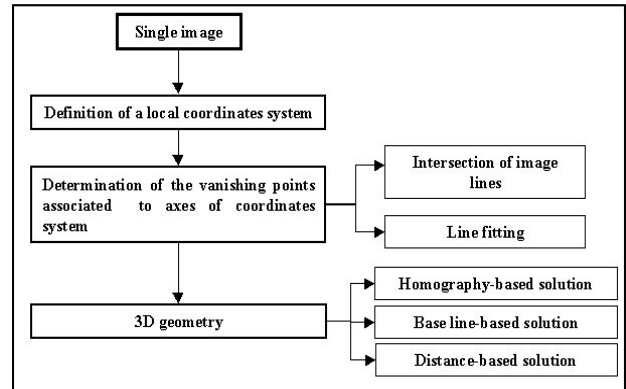 Single image
Definition of a local coordinates system
Determination of the vanishing points
associated to axes of coordinates
system
Intersection of image
lines
Line fitting
3D geometry
Homography-based solution
Base line-based solution
Distance-based solution